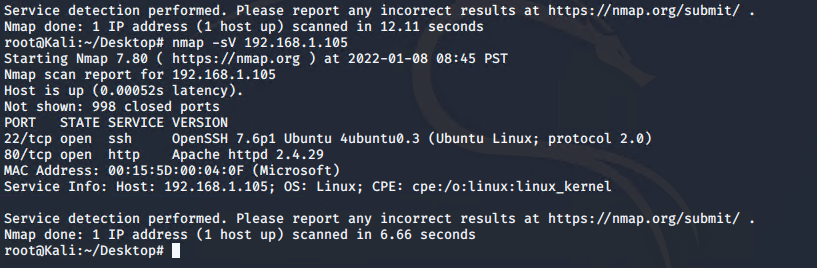 Service detection performed. Please report any incorrect results at https://nmap.org/submit/ .
Nmap done: 1 IP address (1 host up) scanned in 12.11 seconds
root@Kali:~/Desktop# nmap -sV 192.168.1.105
Starting Nmap 7.80 ( https://nmap.org ) at 2022-01-08 08:45 PST
Nmap scan report for 192.168.1.105
Host is up (0.00052s latency).
Not shown: 998 closed ports
PORT   STATE SERVICE VERSION
22/tcp open  ssh     OpenSSH 7.6p1 Ubuntu 4ubuntu0.3 (Ubuntu Linux; protocol 2.0)
80/tcp open  http    Apache httpd 2.4.29
MAC Address: 00:15:5D:00:04:0F (Microsoft)
Service Info: Host: 192.168.1.105; OS: Linux; CPE: cpe:/o:linux:linux_kernel

Service detection performed. Please report any incorrect results at https://nmap.org/submit/ .
Nmap done: 1 IP address (1 host up) scanned in 6.66 seconds
root@Kali:~/Desktop#